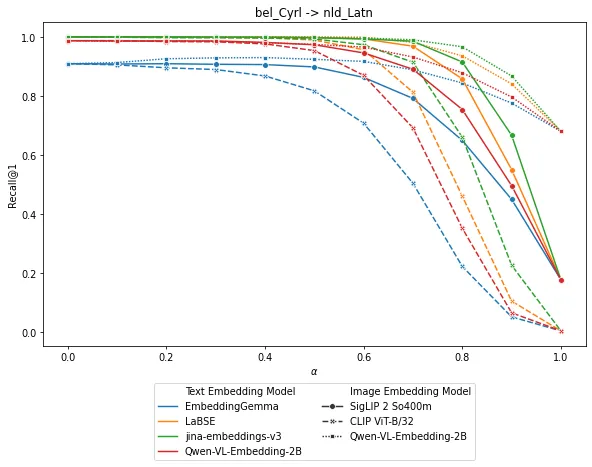 bel_Cyrl -> nld_Latn
Recall@1
1.0
0.8
0.6
0.4
0.2
0.0
0.0 0.2 0.4 0.6 0.8 1.0
α
Text Embedding Model
EmbeddingGemma
LaBSE
jina-embeddings-v3
Qwen-VL-Embedding-2B
Image Embedding Model
SigLIP 2 So400m
CLIP ViT-B/32
Qwen-VL-Embedding-2B